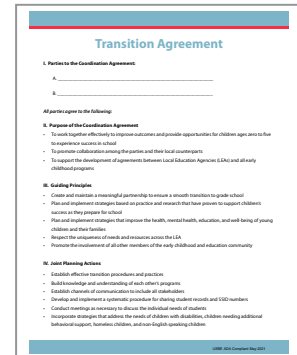 Transition Agreement
I. Parties to the Coordination Agreement:
A.
B.
All parties agree to the following:
II. Purpose of the Coordination Agreement
• To work together effectively to improve outcomes and provide opportunities for children ages zero to five
to experience success in school
• To promote collaboration among the parties and their local counterparts
• To support the development of agreements between Local Education Agencies (LEAs) and all early
childhood programs
III. Guiding Principles
• Create and maintain a meaningful partnership to ensure a smooth transition to grade school
• Plan and implement strategies based on practice and research that have proven to support children's
success as they prepare for school
• Plan and implement strategies that improve the health, mental health, education, and well-being of young
children and their families
• Respect the uniqueness of needs and resources across the LEA
• Promote the involvement of all other members of the early childhood and education community
IV. Joint Planning Actions
• Establish effective transition procedures and practices
• Build knowledge and understanding of each other's programs
• Establish channels of communication to include all stakeholders
• Develop and implement a systematic procedure for sharing student records and SSID numbers
• Conduct meetings as necessary to discuss the individual needs of students
• Incorporate strategies that address the needs of children with disabilities, children needing additional
behavioral support, homeless children, and non-English speaking children
USBE ADA Compliant May 2021